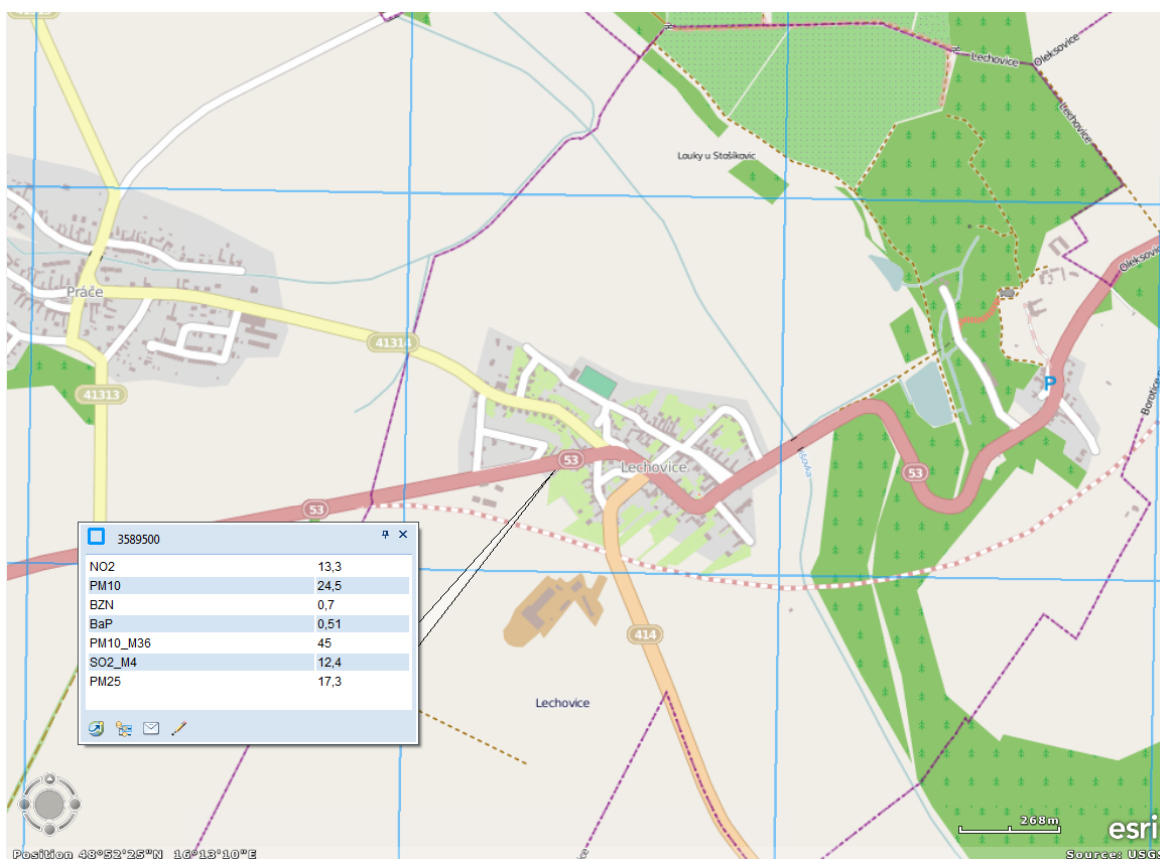 Lechovice
Oleksovice
Lechovice
Louky u Stošíkovic
Oleksovice
Práče
41314
41313
P
53
Lechovice
53
53
3589500
NO2 13,3
PM10 24,5
BZN 0,7
BaP 0,51
PM10_M36 45
SO2_M4 12,4
PM25 17,3
414
Lechovice
268m
esri
Position 48°52'25"N 16°13'10"E
Source: USGS